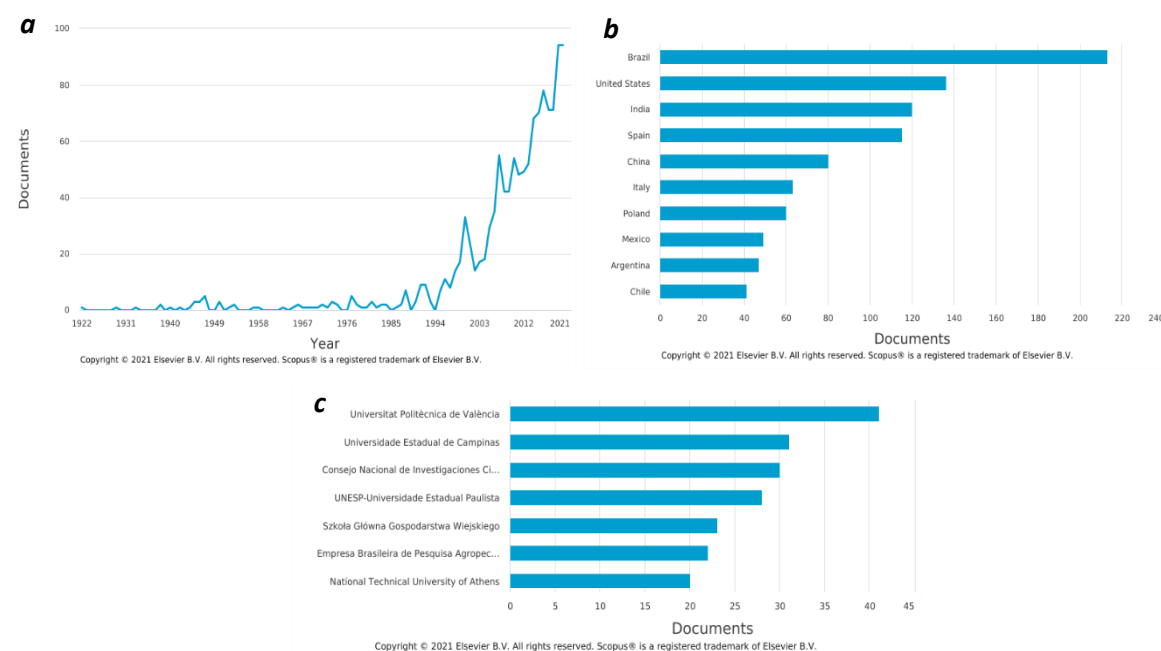 a
100
80
60
40
20
0
Documents
1922 1931 1940 1949 1958 1967 1976 1985 1994 2003 2012 2021
Year
Copyright © 2021 Elsevier B.V. All rights reserved. Scopus® is a registered trademark of Elsevier B.V.
b
Brazil
United States
India
Spain
China
Italy
Poland
Mexico
Argentina
Chile
0 20 40 60 80 100 120 140 160 180 200 220 240
Documents
Copyright © 2021 Elsevier B.V. All rights reserved. Scopus® is a registered trademark of Elsevier B.V.
c
Universitat Politècnica de València
Universidade Estadual de Campinas
Consejo Nacional de Investigaciones Ci...
UNESP-Universidade Estadual Paulista
Szkoła Główna Gospodarstwa Wiejskiego
Empresa Brasileira de Pesquisa Agropec...
National Technical University of Athens
0 5 10 15 20 25 30 35 40 45
Documents
Copyright © 2021 Elsevier B.V. All rights reserved. Scopus® is a registered trademark of Elsevier B.V.